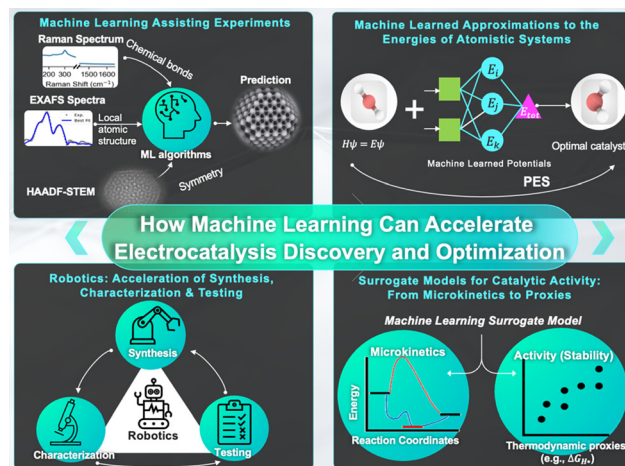 Machine Learning Assisting Experiments
Raman Spectrum
200 300 400 1500 1600
Raman Shift (cm⁻¹)
Chemical bonds
EXAFS Spectra
Exp
Best Fit
Local
atomic
structure
ML algorithms
Prediction
HAADF-STEM
Symmetry
Machine Learned Approximations to the
Energies of Atomistic Systems
+
Hψ = Eψ
E_i
E_j
E_k
E_tot
Machine Learned Potentials
Optimal catalyst
PES
How Machine Learning Can Accelerate
Electrocatalysis Discovery and Optimization
Robotics: Acceleration of Synthesis,
Characterization & Testing
Synthesis
Robotics
Characterization
Testing
Surrogate Models for Catalytic Activity:
From Microkinetics to Proxies
Machine Learning Surrogate Model
Microkinetics
Energy
Reaction Coordinates
Activity (Stability)
Thermodynamic proxies
(e.g., ΔG_H*)